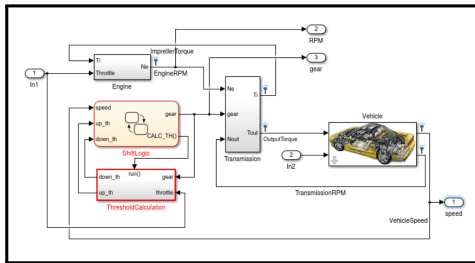 ImprellerTorque
2
RPM
Ti
Ne
EngineRPM
3
gear
1
In1
Throttle
Engine
Ne
Ti
speed
gear
gear
Vehicle
up_th
CALC_TH()
Tout
down_th
Nout
OutputTorque
ShiftLogic
Transmission
2
In2
run()
down_th
gear
TransmissionRPM
up_th
throttle
1
speed
ThresholdCalculation
VehicleSpeed